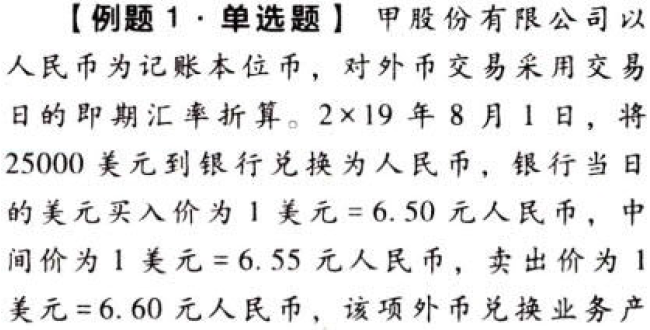 【例题1·单选题】 甲股份有限公司以
人民币为记账本位币，对外币交易采用交易
日的即期汇率折算。2×19 年 8 月 1 日，将
25000 美元到银行兑换为人民币，银行当日
的美元买入价为 1 美元 = 6.50 元人民币，中
间价为 1 美元 = 6.55 元人民币，卖出价为 1
美元 = 6.60 元人民币，该项外币兑换业务产